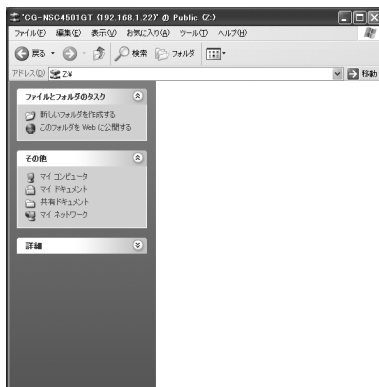 'CG-NSC4501GT (192.168.1.22)' の Public (Z:)
ファイル(F) 編集(E) 表示(V) お気に入り(A) ツール(T) ヘルプ(H)
戻る 検索 フォルダ
アドレス(D) Z:¥ 移動
ファイルとフォルダのタスク
新しいフォルダを作成する
このフォルダを Web に公開する
その他
マイ コンピュータ
マイ ドキュメント
共有ドキュメント
マイ ネットワーク
詳細